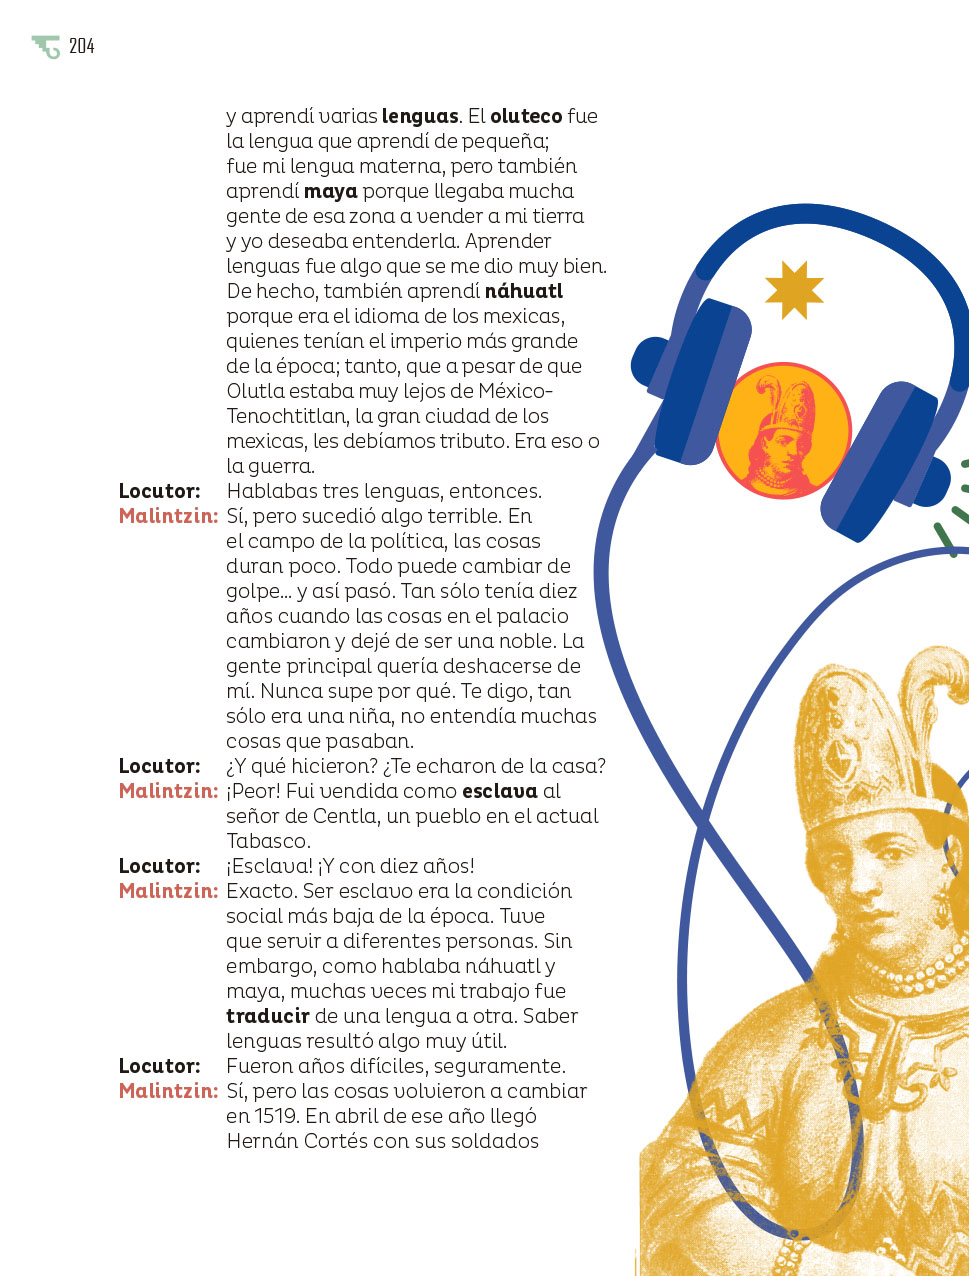 204
y aprendí varias lenguas. El oluteco fue
la lengua que aprendí de pequeña;
fue mi lengua materna, pero también
aprendí maya porque llegaba mucha
gente de esa zona a vender a mi tierra
y yo deseaba entenderla. Aprender
lenguas fue algo que se me dio muy bien.
De hecho, también aprendí náhuatl
porque era el idioma de los mexicas,
quienes tenían el imperio más grande
de la época; tanto, que a pesar de que
Olutla estaba muy lejos de México-
Tenochtitlan, la gran ciudad de los
mexicas, les debíamos tributo. Era eso o
la guerra.
Locutor: Hablabas tres lenguas, entonces.
Malintzin: Sí, pero sucedió algo terrible. En
el campo de la política, las cosas
duran poco. Todo puede cambiar de
golpe... y así pasó. Tan sólo tenía diez
años cuando las cosas en el palacio
cambiaron y dejé de ser una noble. La
gente principal quería deshacerse de
mí. Nunca supe por qué. Te digo, tan
sólo era una niña, no entendía muchas
cosas que pasaban.
Locutor: ¿Y qué hicieron? ¿Te echaron de la casa?
Malintzin: ¡Peor! Fui vendida como esclava al
señor de Centla, un pueblo en el actual
Tabasco.
Locutor: ¡Esclava! ¡Y con diez años!
Malintzin: Exacto. Ser esclavo era la condición
social más baja de la época. Tuve
que servir a diferentes personas. Sin
embargo, como hablaba náhuatl y
maya, muchas veces mi trabajo fue
traducir de una lengua a otra. Saber
lenguas resultó algo muy útil.
Locutor: Fueron años difíciles, seguramente.
Malintzin: Sí, pero las cosas volvieron a cambiar
en 1519. En abril de ese año llegó
Hernán Cortés con sus soldados